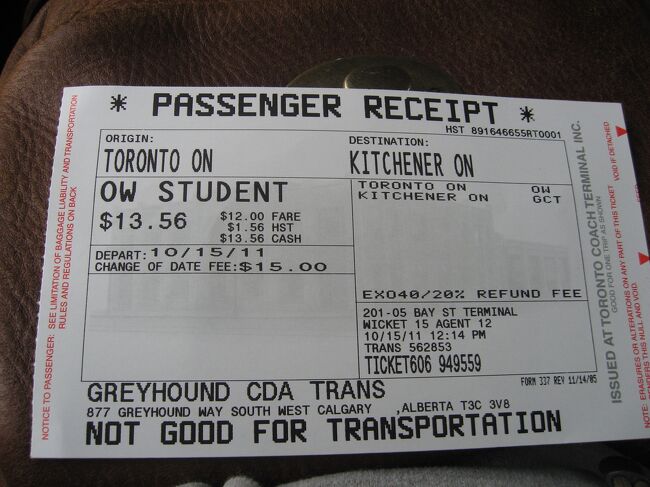 * PASSENGER RECEIPT *
HST 891646655RT0001
ORIGIN:
TORONTO ON
DESTINATION:
KITCHENER ON
OW STUDENT
$13.56
$12.00 FARE
$1.56 HST
$13.56 CASH
TORONTO ON OW
KITCHENER ON GCT
DEPART: 10/15/11
CHANGE OF DATE FEE:$15.00
EXO40/20% REFUND FEE
201-05 BAY ST TERMINAL
WICKET 15 AGENT 12
10/15/11 12:14 PM
TRANS 562853
TICKET606 949559
FORM 337 REV 11/14/05
GREYHOUND CDA TRANS
877 GREYHOUND WAY SOUTH WEST CALGARY ,ALBERTA T3C 3V8
NOT GOOD FOR TRANSPORTATION
NOTICE TO PASSENGER: SEE LIMITATION OF BAGGAGE LIABILITY AND TRANSPORTATION
RULES AND REGULATIONS ON BACK
ISSUED AT TORONTO COACH TERMINAL INC.
GOOD FOR ONE TRIP AS SHOWN
NOTE: ERASURES OR ALTERATIONS ON ANY PART OF THIS TICKET VOID IF DETACHED
RENDERS THIS NULL AND VOID.